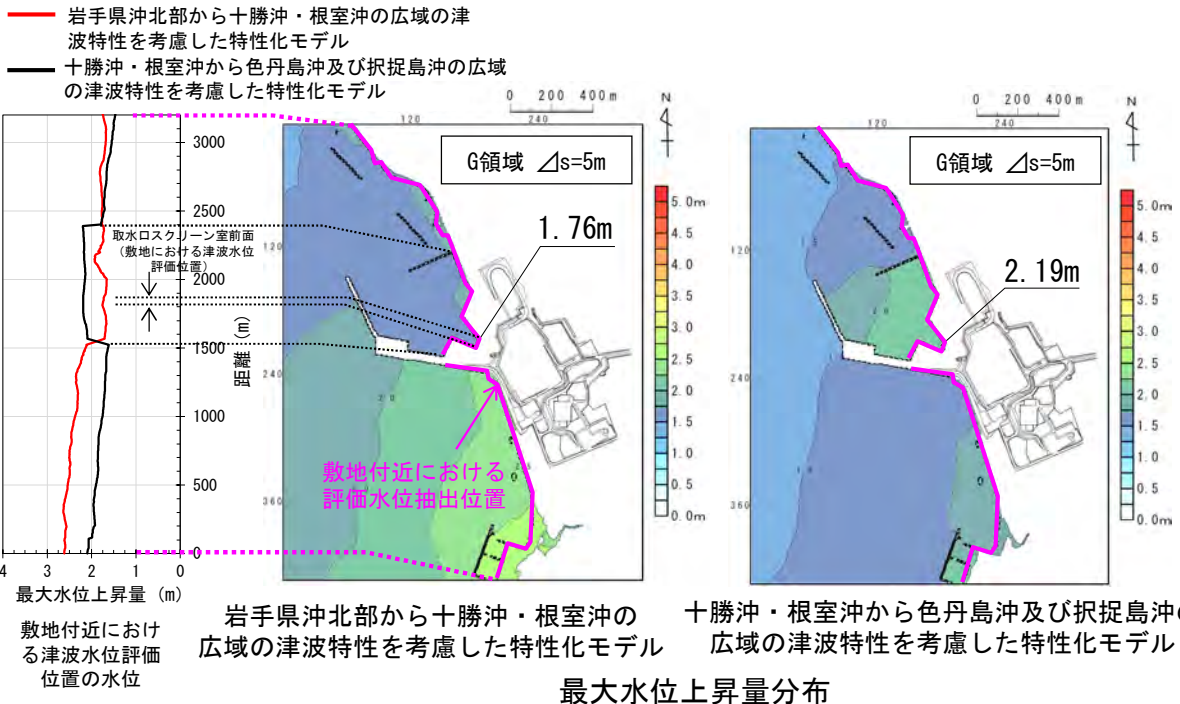 岩手県沖北部から十勝沖・根室沖の広域の津
波特性を考慮した特性化モデル
十勝沖・根室沖から色丹島沖及び択捉島沖の広域
の津波特性を考慮した特性化モデル
3000
2500
2000
1500
1000
500
0
距離 (m)
取水口スクリーン室前面
(敷地における津波水位
評価位置)
4 3 2 1 0
最大水位上昇量 (m)
敷地付近におけ
る津波水位評価
位置の水位
0 200 400m
N
120 240
G領域 ⊿s=5m
1.76m
120
240
360
20
敷地付近における
評価水位抽出位置
5.0m
4.5
4.0
3.5
3.0
2.5
2.0
1.5
1.0
0.5
0.0m
岩手県沖北部から十勝沖・根室沖の
広域の津波特性を考慮した特性化モデル
0 200 400m
N
120 240
G領域 ⊿s=5m
2.19m
120
240
360
15
20
5.0m
4.5
4.0
3.5
3.0
2.5
2.0
1.5
1.0
0.5
0.0m
十勝沖・根室沖から色丹島沖及び択捉島沖の
広域の津波特性を考慮した特性化モデル
最大水位上昇量分布